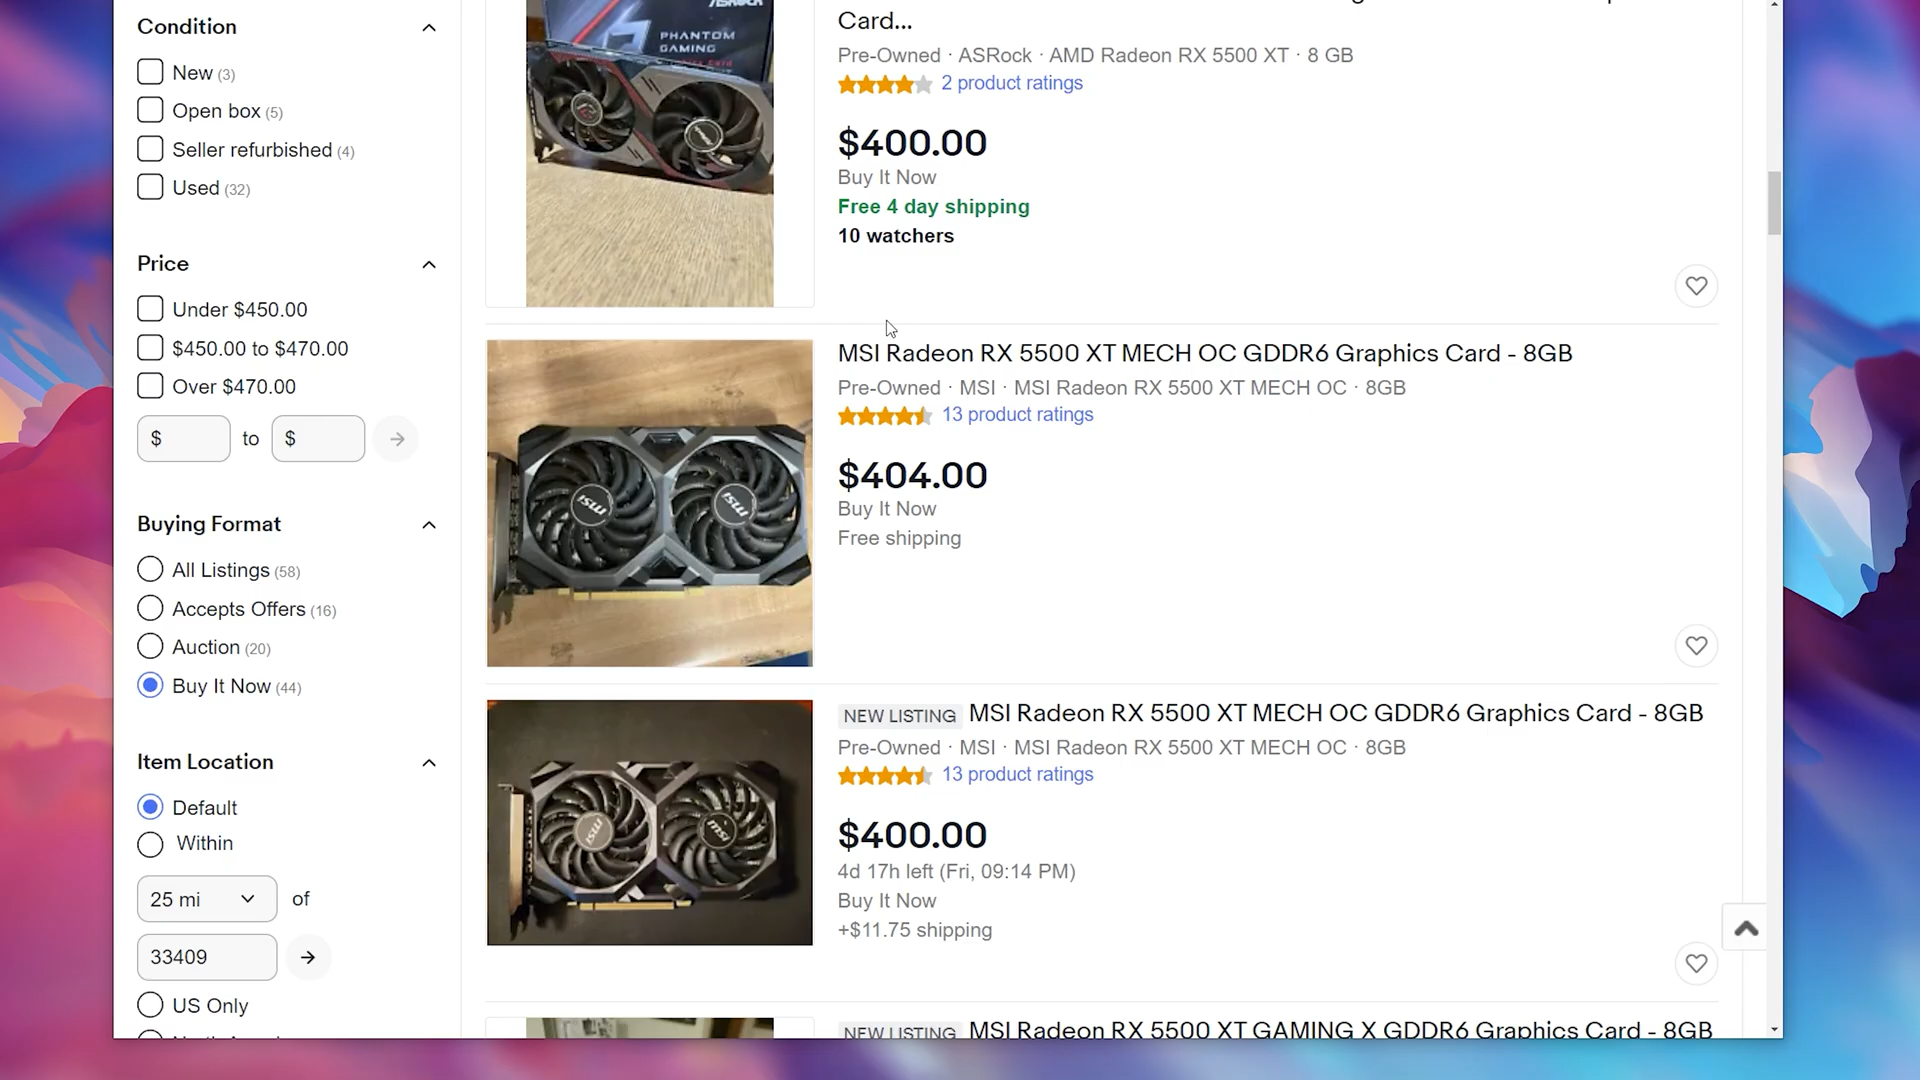 Condition
New (3)
Open box (5)
Seller refurbished (4)
Used (32)
Price
Under $450.00
$450.00 to $470.00
Over $470.00
$ to $
Buying Format
All Listings (58)
Accepts Offers (16)
Auction (20)
Buy It Now (44)
Item Location
Default
Within
25 mi of
33409
US Only
PHANTOM
GAMING
Card...
Pre-Owned · ASRock · AMD Radeon RX 5500 XT · 8 GB
2 product ratings
$400.00
Buy It Now
Free 4 day shipping
10 watchers
msi
msi
MSI Radeon RX 5500 XT MECH OC GDDR6 Graphics Card - 8GB
Pre-Owned · MSI · MSI Radeon RX 5500 XT MECH OC · 8GB
13 product ratings
$404.00
Buy It Now
Free shipping
msi
msi
NEW LISTING MSI Radeon RX 5500 XT MECH OC GDDR6 Graphics Card - 8GB
Pre-Owned · MSI · MSI Radeon RX 5500 XT MECH OC · 8GB
13 product ratings
$400.00
4d 17h left (Fri, 09:14 PM)
Buy It Now
+$11.75 shipping
NEW LISTING MSI Radeon RX 5500 XT GAMING X GDDR6 Graphics Card - 8GB